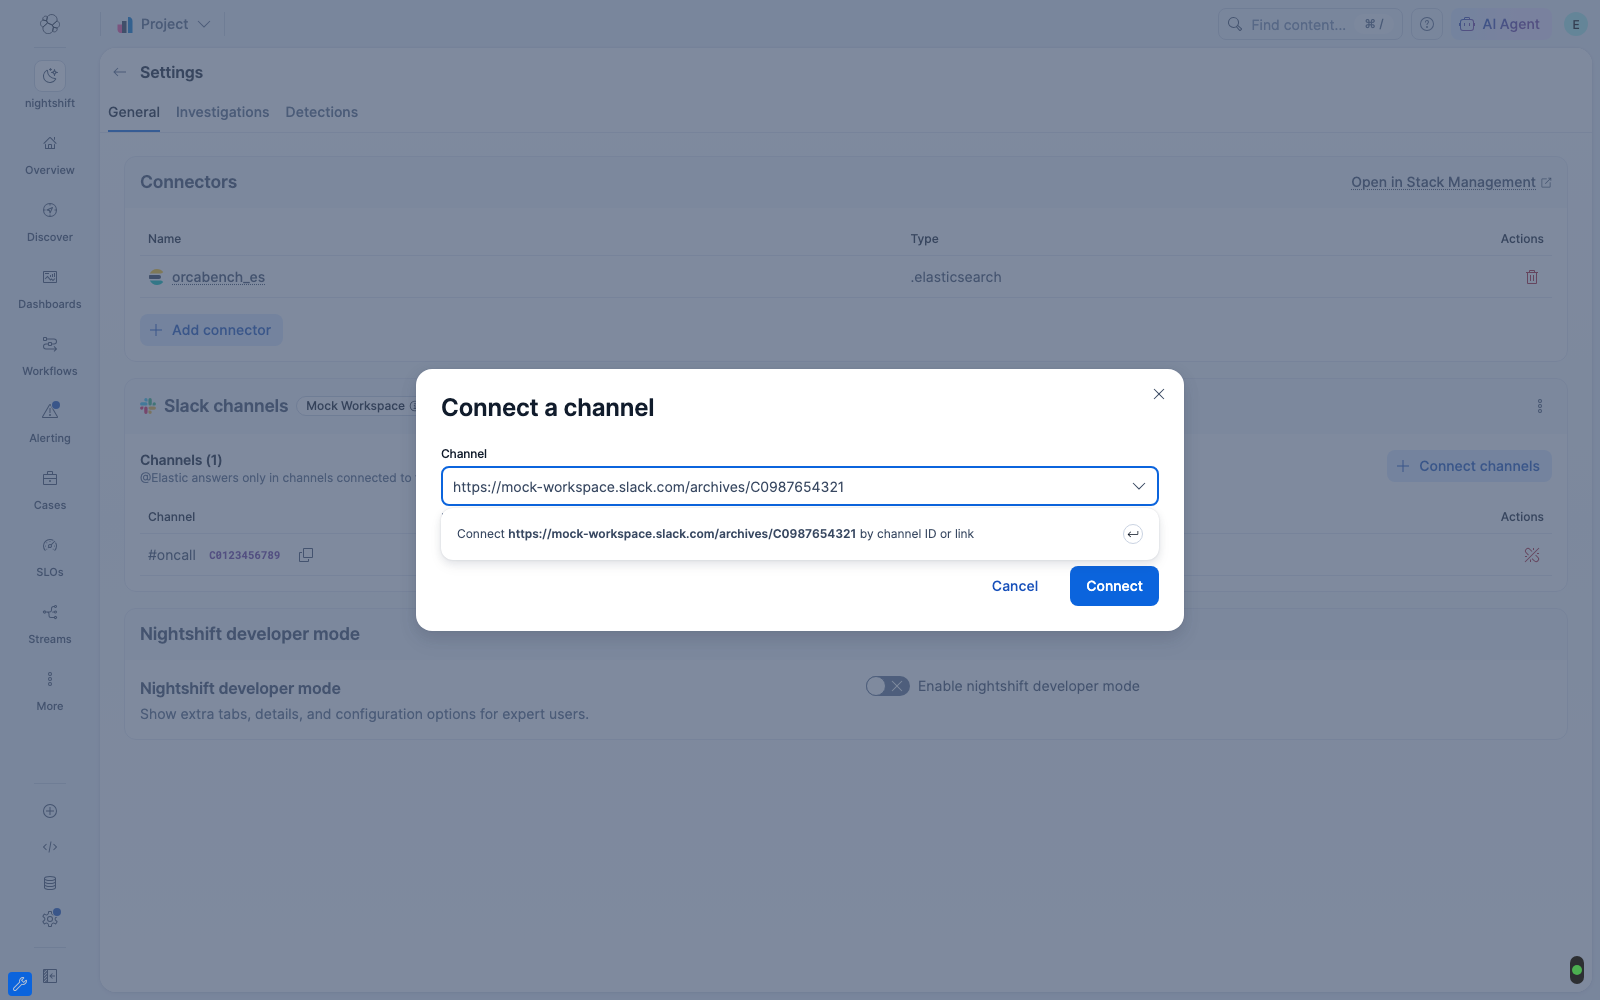 Project
Find content...
⌘ /
AI Agent
E
nightshift
Overview
Discover
Dashboards
Workflows
Alerting
Cases
SLOs
Streams
More
Settings
General
Investigations
Detections
Connectors
Open in Stack Management
Name
Type
Actions
orcabench_es
.elasticsearch
Add connector
Slack channels
Mock Workspace
Channels (1)
@Elastic answers only in channels connected to
Connect channels
Channel
Actions
#oncall
C0123456789
Connect a channel
Channel
https://mock-workspace.slack.com/archives/C0987654321
Connect https://mock-workspace.slack.com/archives/C0987654321 by channel ID or link
Cancel
Connect
Nightshift developer mode
Nightshift developer mode
Show extra tabs, details, and configuration options for expert users.
Enable nightshift developer mode